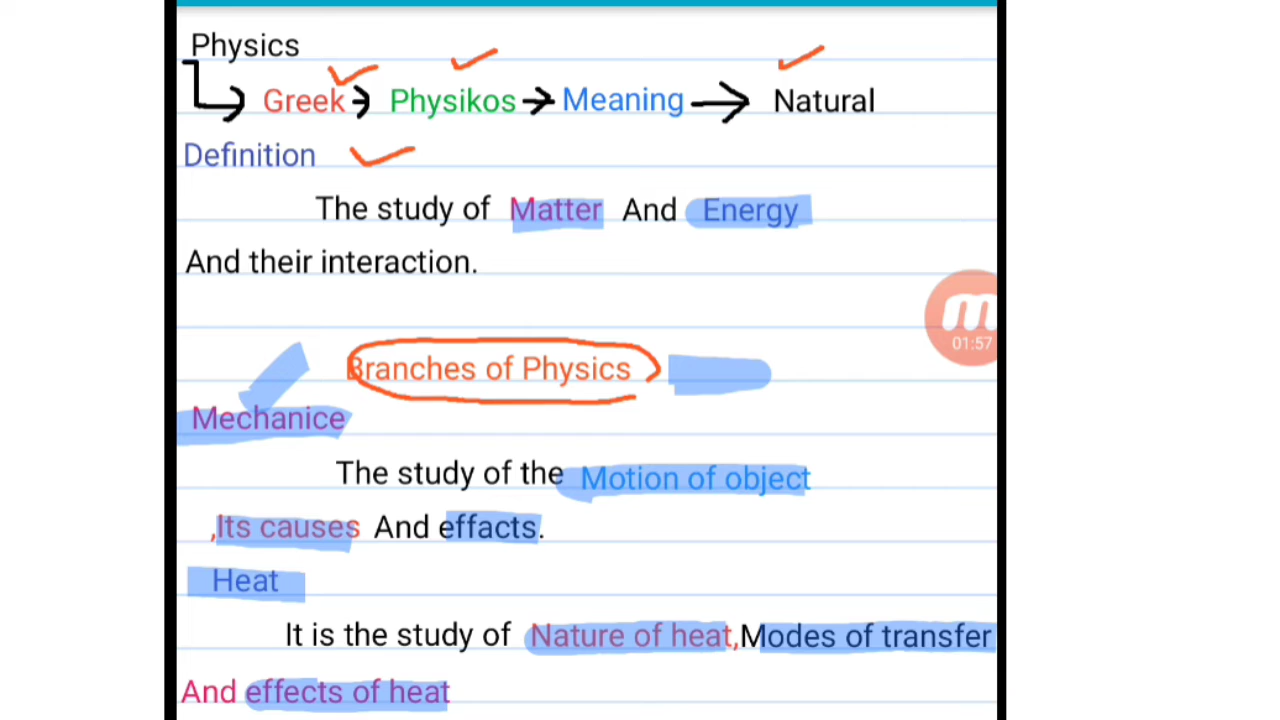 Physics
Greek Physikos Meaning Natural
Definition
The study of Matter And Energy
And their interaction.
01:57
Branches of Physics
Mechanice
The study of the Motion of object
,Its causes And effacts.
Heat
It is the study of Nature of heat,Modes of transfer
And effects of heat